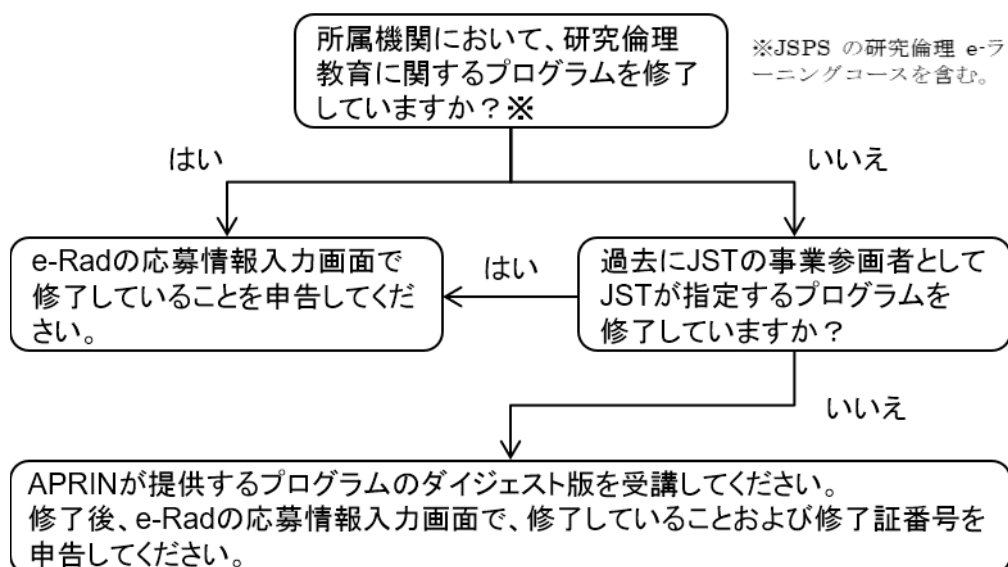 所属機関において、研究倫理
教育に関するプログラムを修了
していますか？※
※JSPS の研究倫理 e-ラ
ーニングコースを含む。
はい
いいえ
e-Radの応募情報入力画面で
修了していることを申告してくだ
さい。
はい
過去にJSTの事業参画者として
JSTが指定するプログラムを
修了していますか？
いいえ
APRINが提供するプログラムのダイジェスト版を受講してください。
修了後、e-Radの応募情報入力画面で、修了していることおよび修了証番号を
申告してください。